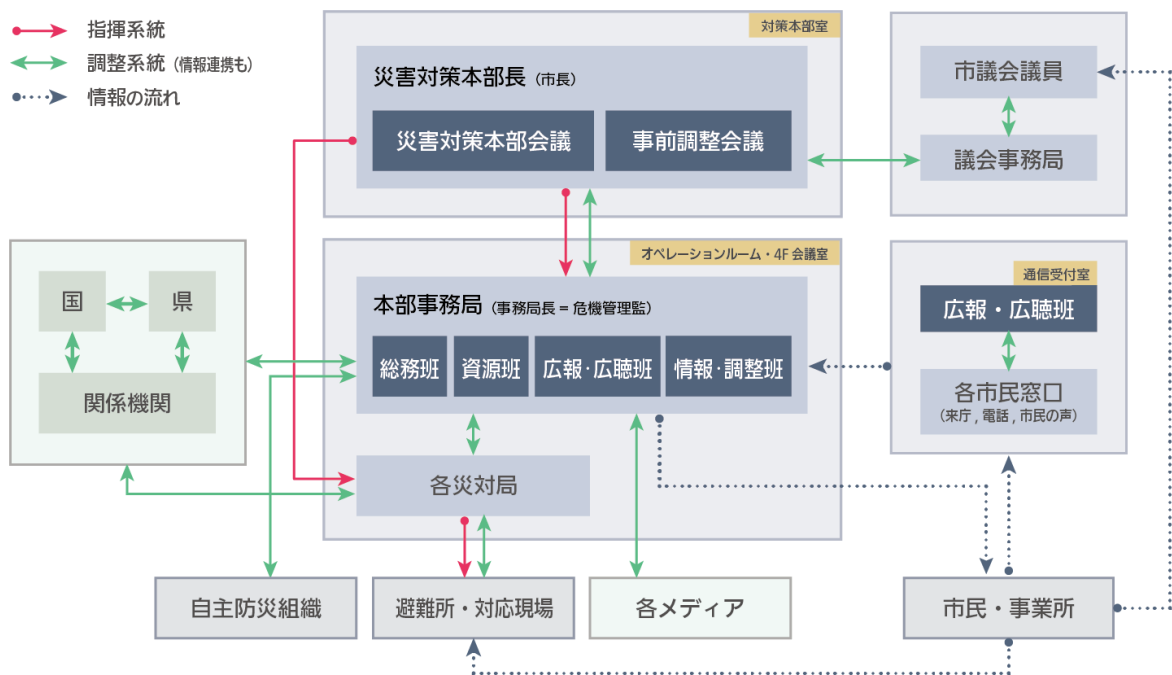 指揮系統
調整系統（情報連携も）
情報の流れ
対策本部室
災害対策本部長（市長）
災害対策本部会議
事前調整会議
市議会議員
議会事務局
オペレーションルーム・4F 会議室
本部事務局（事務局長 = 危機管理監）
総務班
資源班
広報・広聴班
情報・調整班
国
県
関係機関
通信受付室
広報・広聴班
各市民窓口
（来庁 , 電話 , 市民の声）
各災対局
自主防災組織
避難所・対応現場
各メディア
市民・事業所